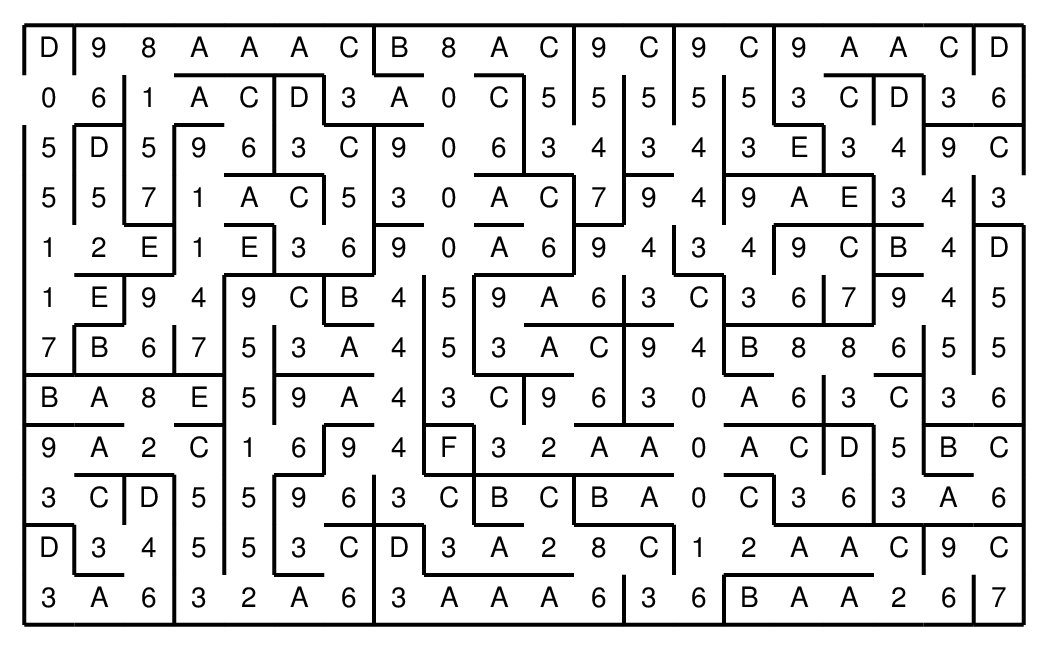 D 9 8 A A A C B 8 A C 9 C 9 C 9 A A C D
0 6 1 A C D 3 A 0 C 5 5 5 5 5 3 C D 3 6
5 D 5 9 6 3 C 9 0 6 3 4 3 4 3 E 3 4 9 C
5 5 7 1 A C 5 3 0 A C 7 9 4 9 A E 3 4 3
1 2 E 1 E 3 6 9 0 A 6 9 4 3 4 9 C B 4 D
1 E 9 4 9 C B 4 5 9 A 6 3 C 3 6 7 9 4 5
7 B 6 7 5 3 A 4 5 3 A C 9 4 B 8 8 6 5 5
B A 8 E 5 9 A 4 3 C 9 6 3 0 A 6 3 C 3 6
9 A 2 C 1 6 9 4 F 3 2 A A 0 A C D 5 B C
3 C D 5 5 9 6 3 C B C B A 0 C 3 6 3 A 6
D 3 4 5 5 3 C D 3 A 2 8 C 1 2 A A C 9 C
3 A 6 3 2 A 6 3 A A A 6 3 6 B A A 2 6 7